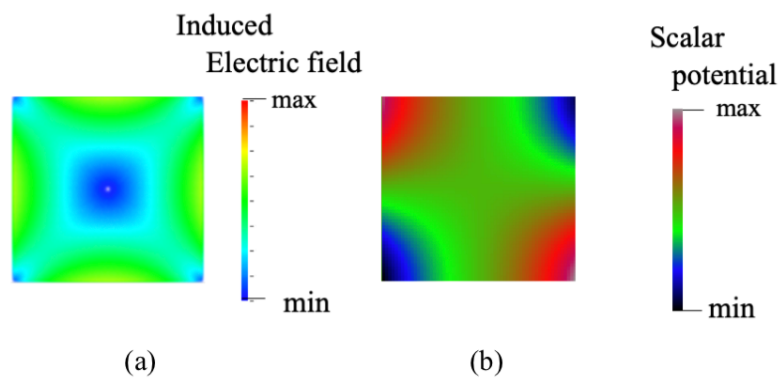 Induced
Electric field
max
min
(a)
Scalar
potential
max
min
(b)